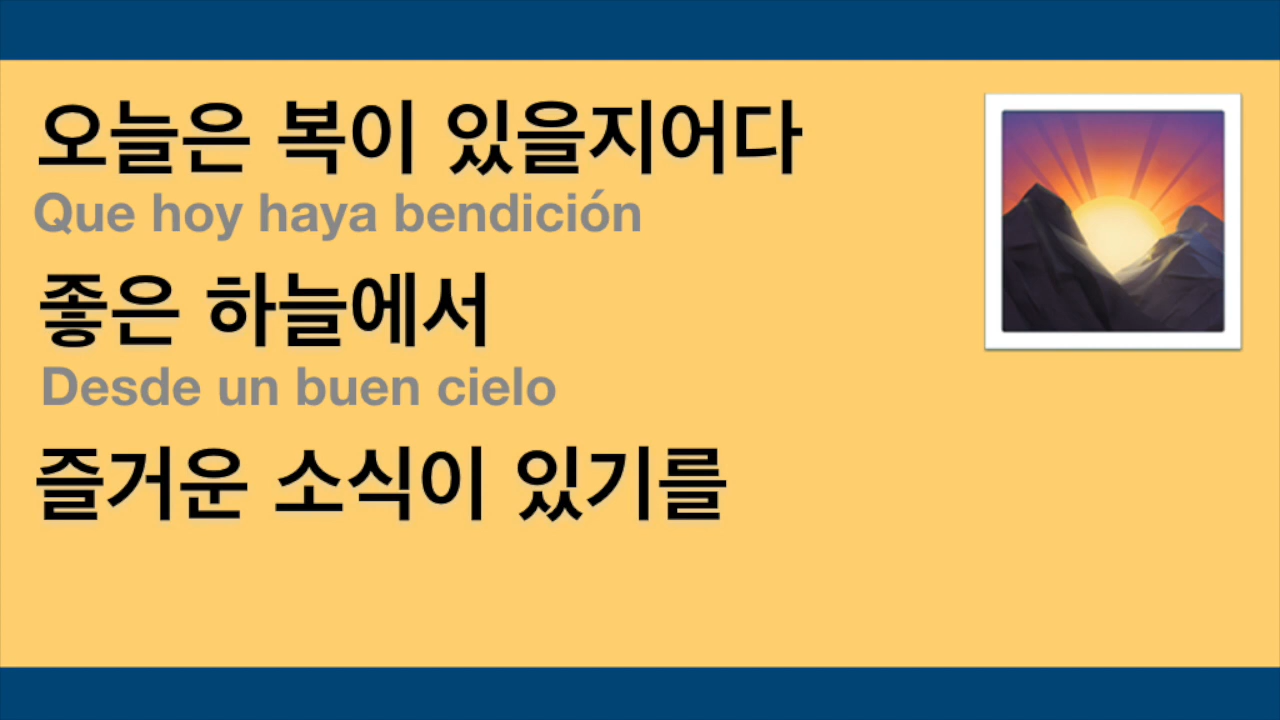 오늘은 복이 있을지어다
Que hoy haya bendición
좋은 하늘에서
Desde un buen cielo
즐거운 소식이 있기를